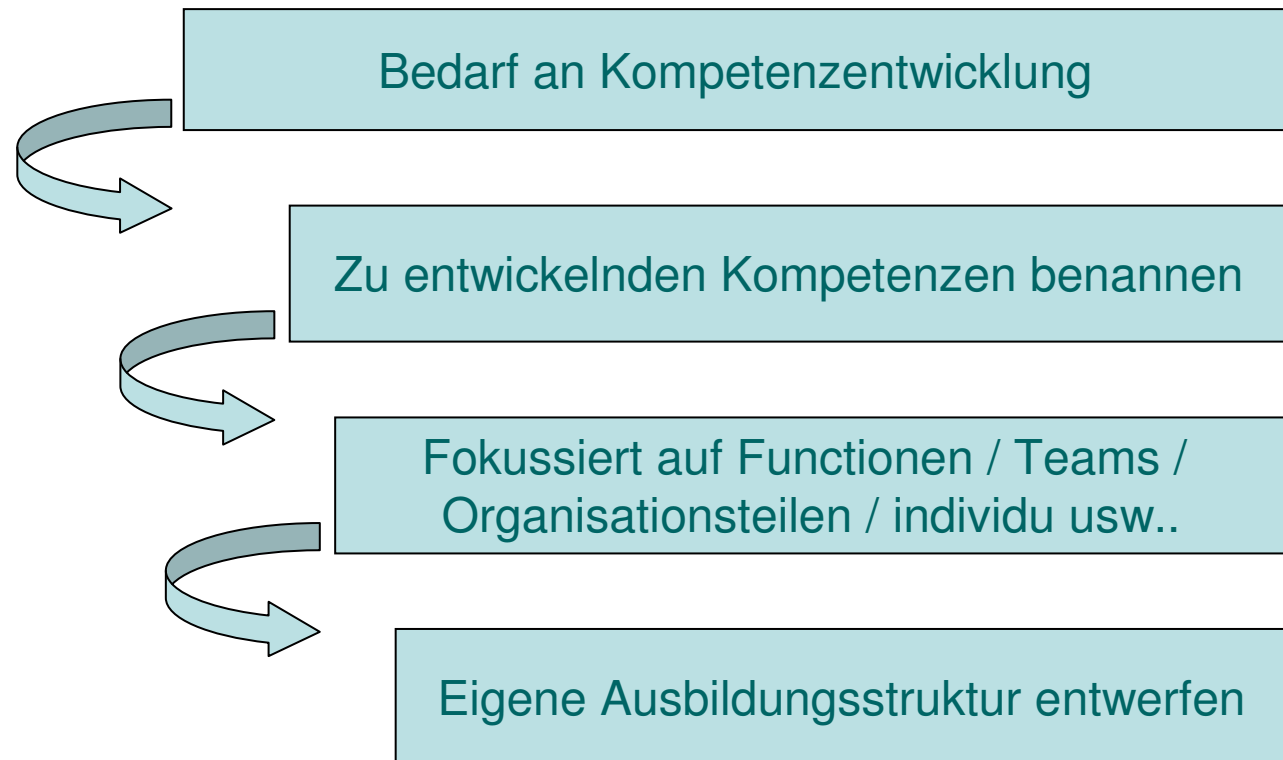 Bedarf an Kompetenzentwicklung
Zu entwickelnden Kompetenzen benannen
Fokussiert auf Functionen / Teams /
Organisationsteilen / individu usw..
Eigene Ausbildungsstruktur entwerfen